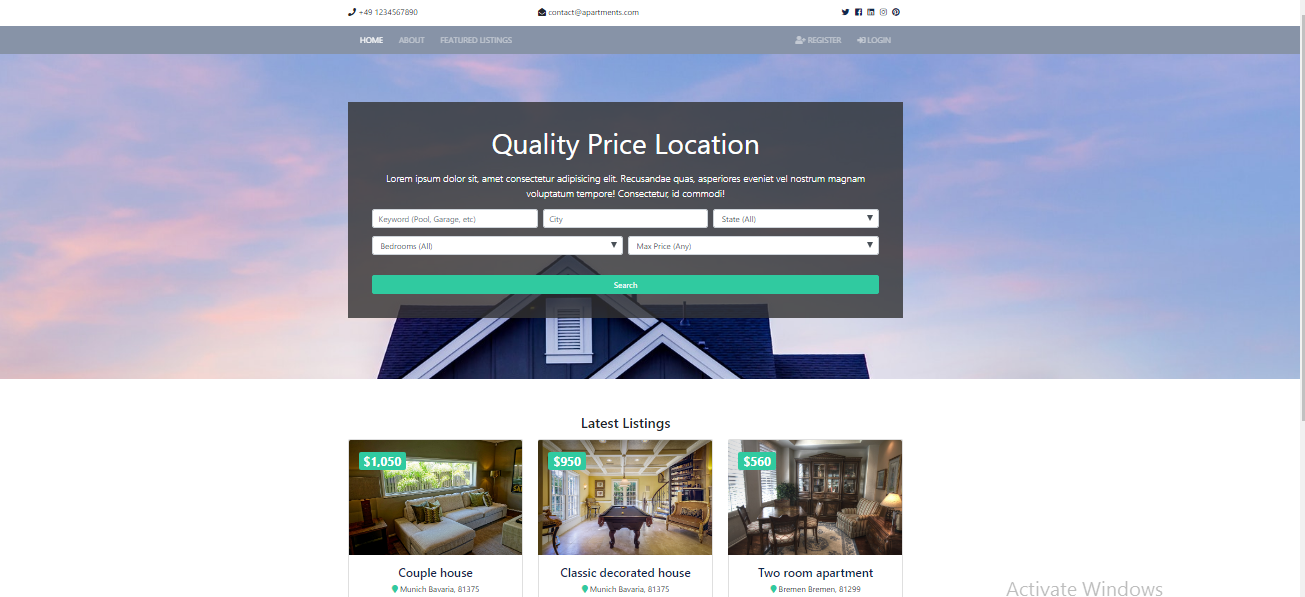 +49 1234567890
contact@apartments.com
HOME ABOUT FEATURED LISTINGS REGISTER LOGIN
Quality Price Location
Lorem ipsum dolor sit, amet consectetur adipisicing elit. Recusandae quas, asperiores eveniet vel nostrum magnam
voluptatum tempore! Consectetur, id commodi!
Keyword (Pool, Garage, etc) City State (All)
Bedrooms (All) Max Price (Any)
Search
Latest Listings
$1,050 $950 $560
Couple house Classic decorated house Two room apartment
Munich Bavaria, 81375 Munich Bavaria, 81375 Bremen Bremen, 81299
Activate Windows